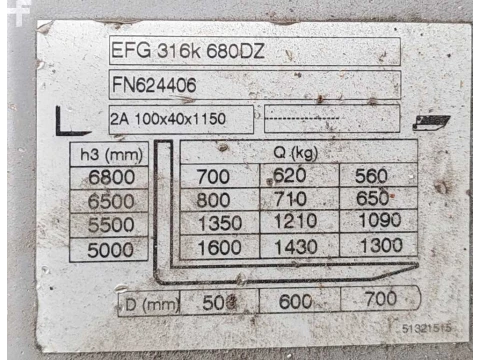 EFG 316k 680DZ
FN624406
2A 100x40x1150
h3 (mm) Q (kg)
6800 700 620 560
6500 800 710 650
5500 1350 1210 1090
5000 1600 1430 1300
D (mm) 500 600 700
51321515